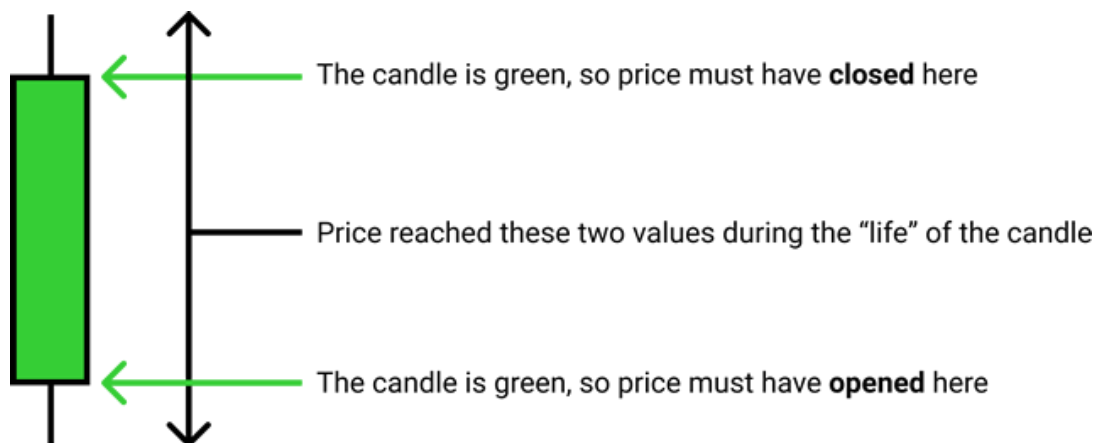 The candle is green, so price must have closed here
Price reached these two values during the “life” of the candle
The candle is green, so price must have opened here